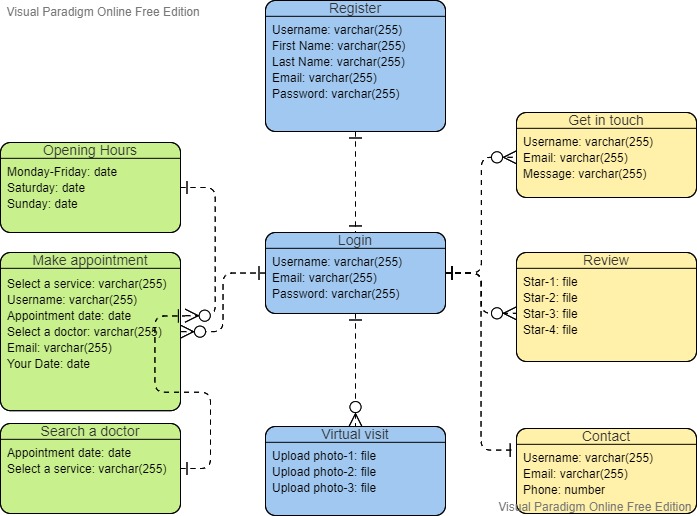 Visual Paradigm Online Free Edition
Register
Username: varchar(255)
First Name: varchar(255)
Last Name: varchar(255)
Email: varchar(255)
Password: varchar(255)
Opening Hours
Monday-Friday: date
Saturday: date
Sunday: date
Make appointment
Select a service: varchar(255)
Username: varchar(255)
Appointment date: date
Select a doctor: varchar(255)
Email: varchar(255)
Your Date: date
Search a doctor
Appointment date: date
Select a service: varchar(255)
Login
Username: varchar(255)
Email: varchar(255)
Password: varchar(255)
Virtual visit
Upload photo-1: file
Upload photo-2: file
Upload photo-3: file
Get in touch
Username: varchar(255)
Email: varchar(255)
Message: varchar(255)
Review
Star-1: file
Star-2: file
Star-3: file
Star-4: file
Contact
Username: varchar(255)
Email: varchar(255)
Phone: number
Visual Paradigm Online Free Edition